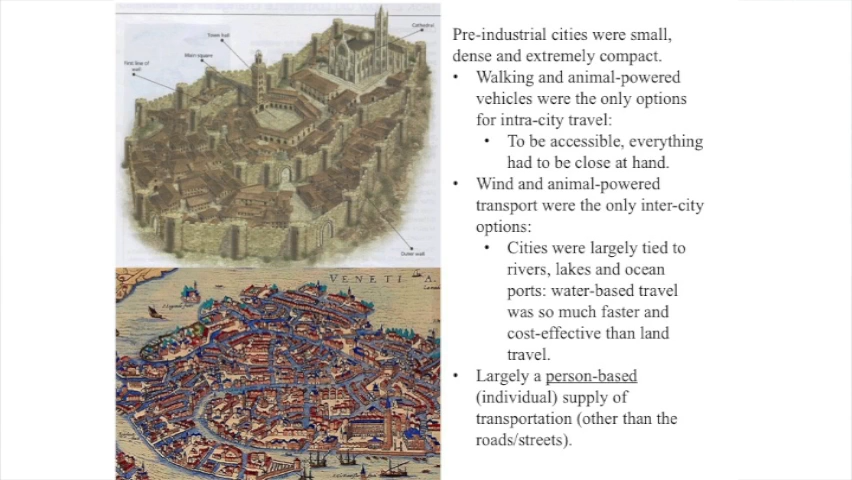 Cathedral
Town hall
Main square
First line of
wall
Outer wall
VENETIA
Pre-industrial cities were small,
dense and extremely compact.
• Walking and animal-powered
vehicles were the only options
for intra-city travel:
• To be accessible, everything
had to be close at hand.
• Wind and animal-powered
transport were the only inter-city
options:
• Cities were largely tied to
rivers, lakes and ocean
ports: water-based travel
was so much faster and
cost-effective than land
travel.
• Largely a person-based
(individual) supply of
transportation (other than the
roads/streets).